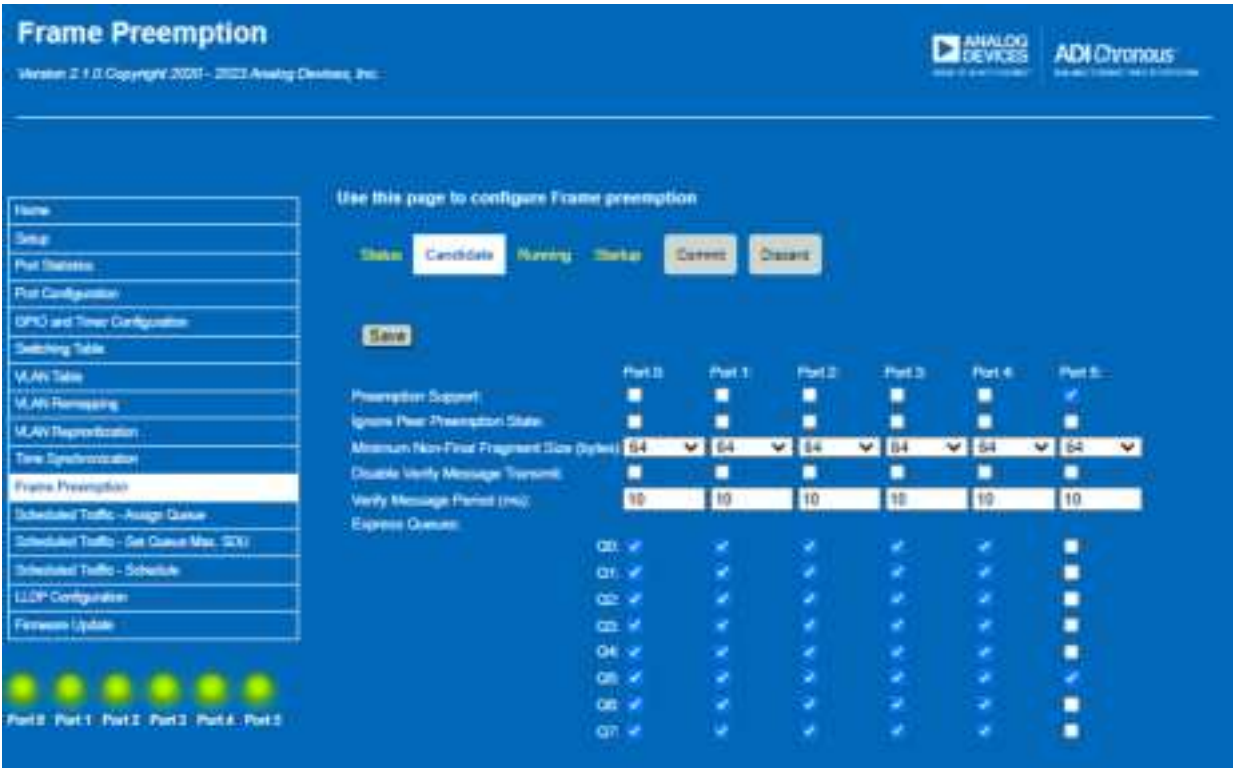 Frame Preemption
Version 2.1.0 Copyright 2020 - 2023 Analog Devices, Inc.
ANALOG DEVICES
ADI Chronous
Use this page to configure Frame preemption
Home
Setup
Port Statistics
Port Configuration
GPIO and Timer Configuration
Switching Table
VLAN Table
VLAN Remapping
VLAN Reprioritization
Time Synchronization
Frame Preemption
Scheduled Traffic - Assign Queue
Scheduled Traffic - Set Queue Max. SDU
Scheduled Traffic - Schedule
LLDP Configuration
Firmware Update
Port 0 Port 1 Port 2 Port 3 Port 4 Port 5
Status Candidate Running Startup Commit Discard
Save
Port 0: Port 1: Port 2: Port 3: Port 4: Port 5:
Preemption Support:
Ignore Peer Preemption State:
Minimum Non-Final Fragment Size (bytes): 64 64 64 64 64 64
Disable Verify Message Transmit:
Verify Message Period (ms): 10 10 10 10 10 10
Express Queues:
Q0:
Q1:
Q2:
Q3:
Q4:
Q5:
Q6:
Q7: